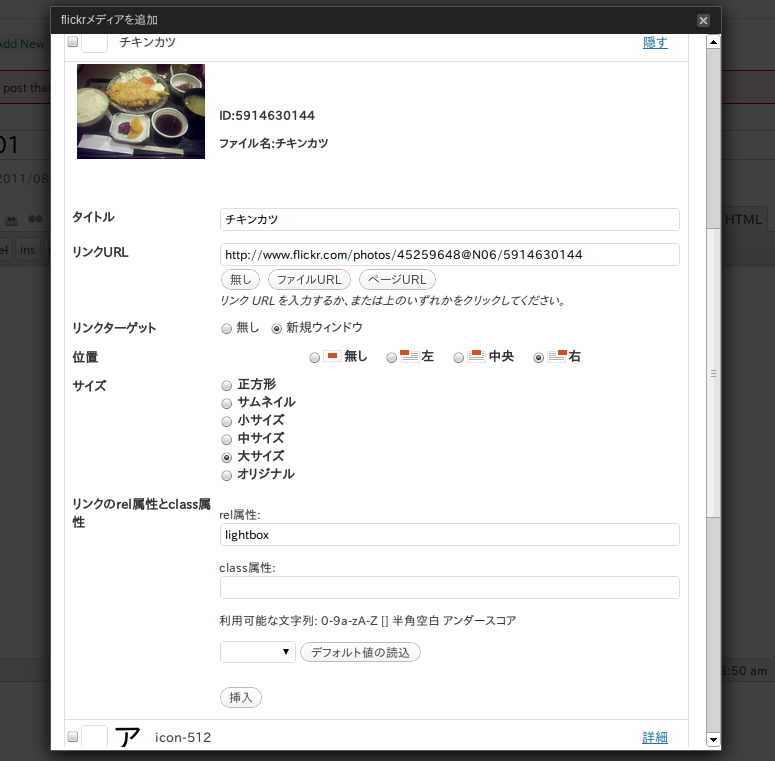 flickrメディアを追加
Add New
チキンカツ
隠す
post tha
ID:5914630144
01
ファイル名:チキンカツ
2011/08
タイトル
チキンカツ
HTML
ins
リンクURL
http://www.flickr.com/photos/45259648@N06/5914630144
無し ファイルURL ページURL
リンク URL を入力するか、または上のいずれかをクリックしてください。
リンクターゲット
無し 新規ウィンドウ
位置
無し 左 中央 右
サイズ
正方形
サムネイル
小サイズ
中サイズ
大サイズ
オリジナル
リンクのrel属性とclass属
性
rel属性:
lightbox
class属性:
利用可能な文字列: 0-9a-zA-Z [] 半角空白 アンダースコア
デフォルト値の読込
:50 am
挿入
ア
icon-512
詳細